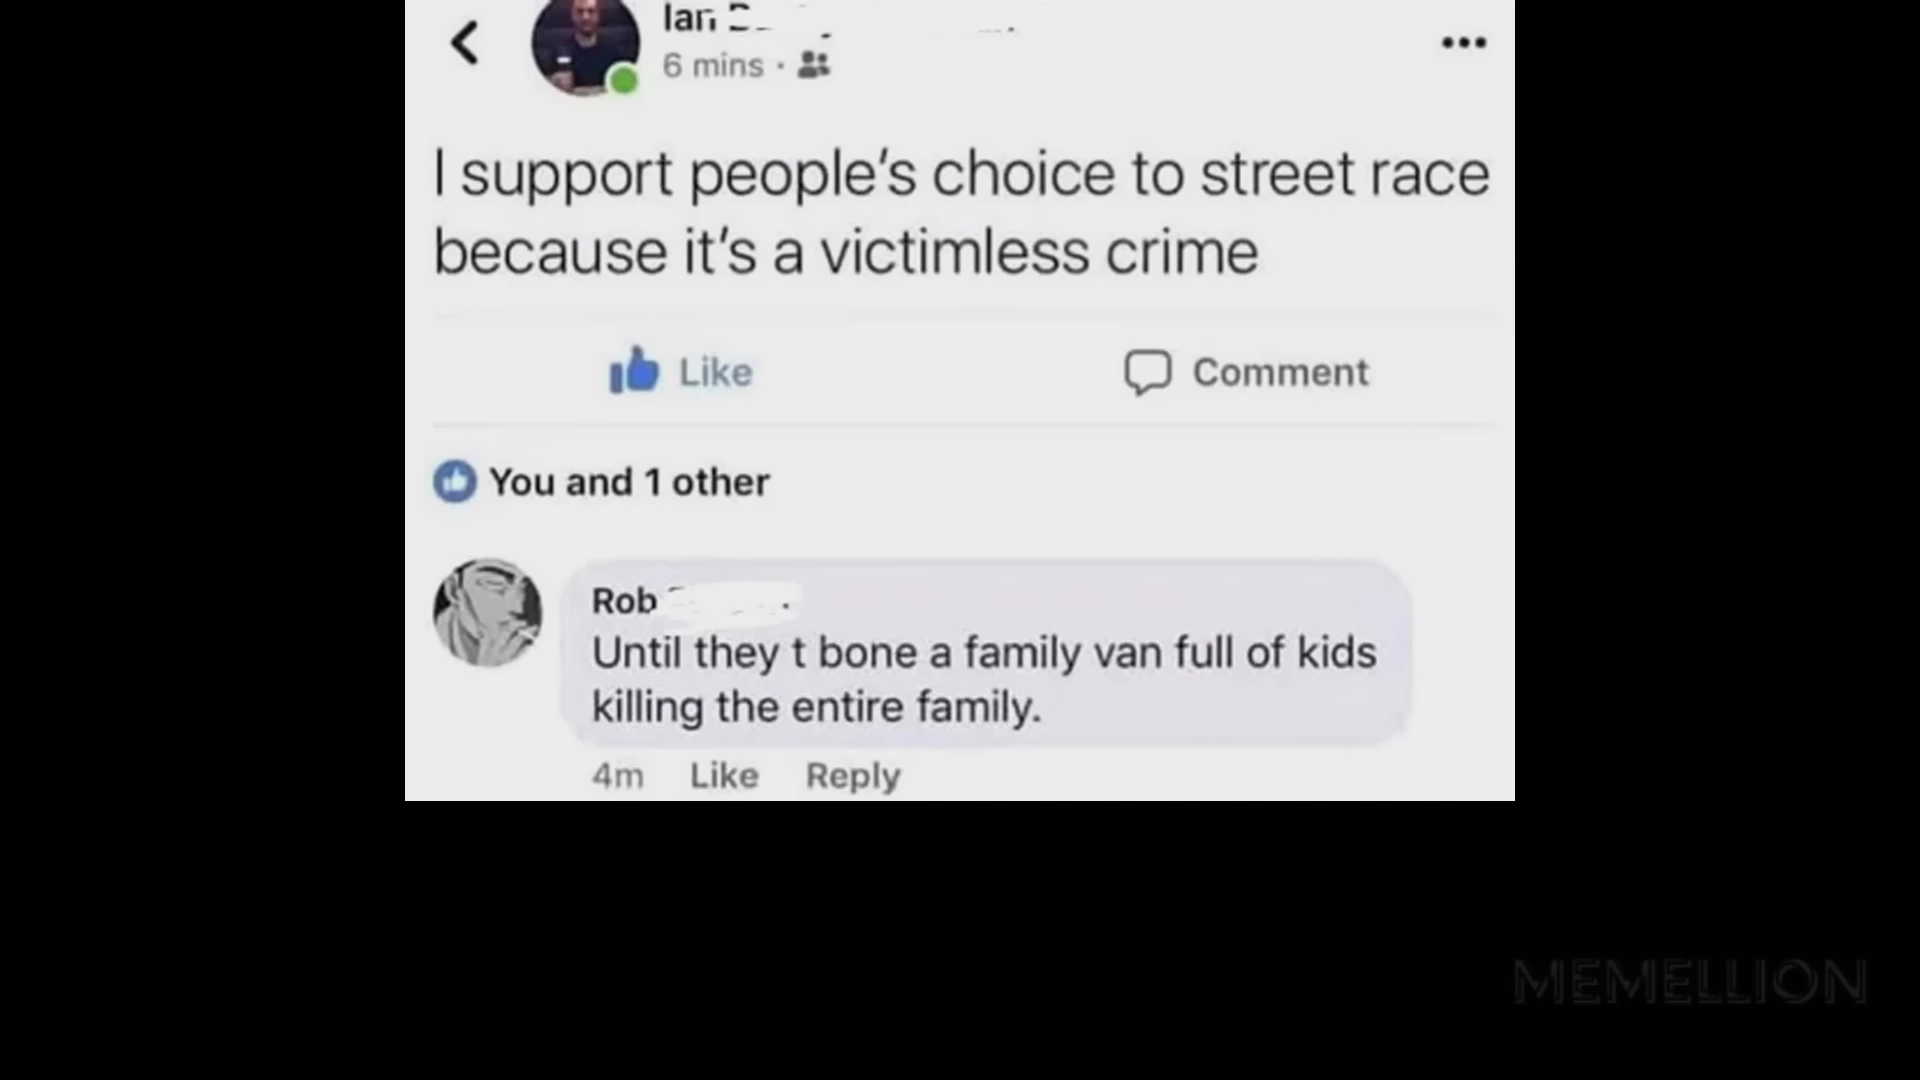 Ian
6 mins ·
I support people's choice to street race
because it's a victimless crime
Like
Comment
You and 1 other
Rob
Until they t bone a family van full of kids
killing the entire family.
4m Like Reply
MEMELLION